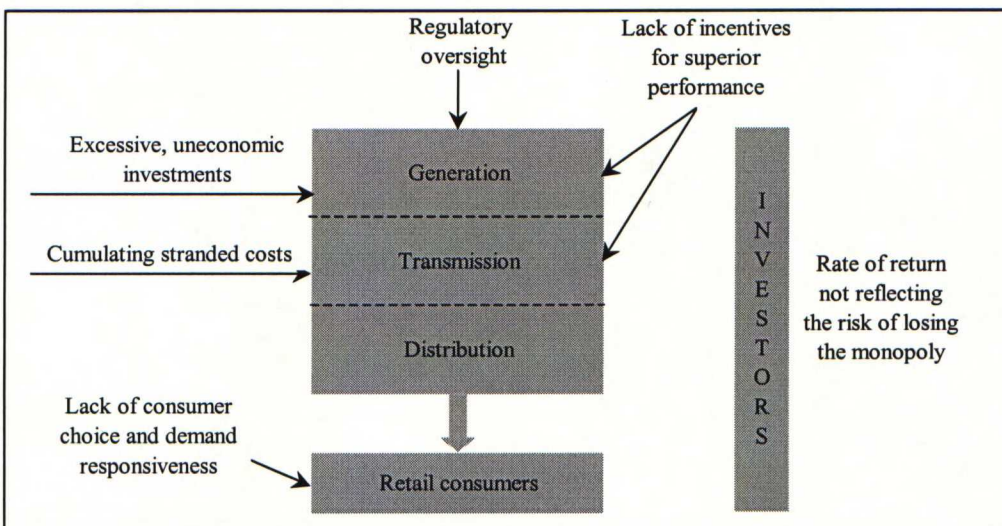 Regulatory
oversight
Lack of incentives
for superior
performance
Excessive, uneconomic
investments
Generation
Cumulating stranded costs
Transmission
Distribution
INVESTORS
Rate of return
not reflecting
the risk of losing
the monopoly
Lack of consumer
choice and demand
responsiveness
Retail consumers